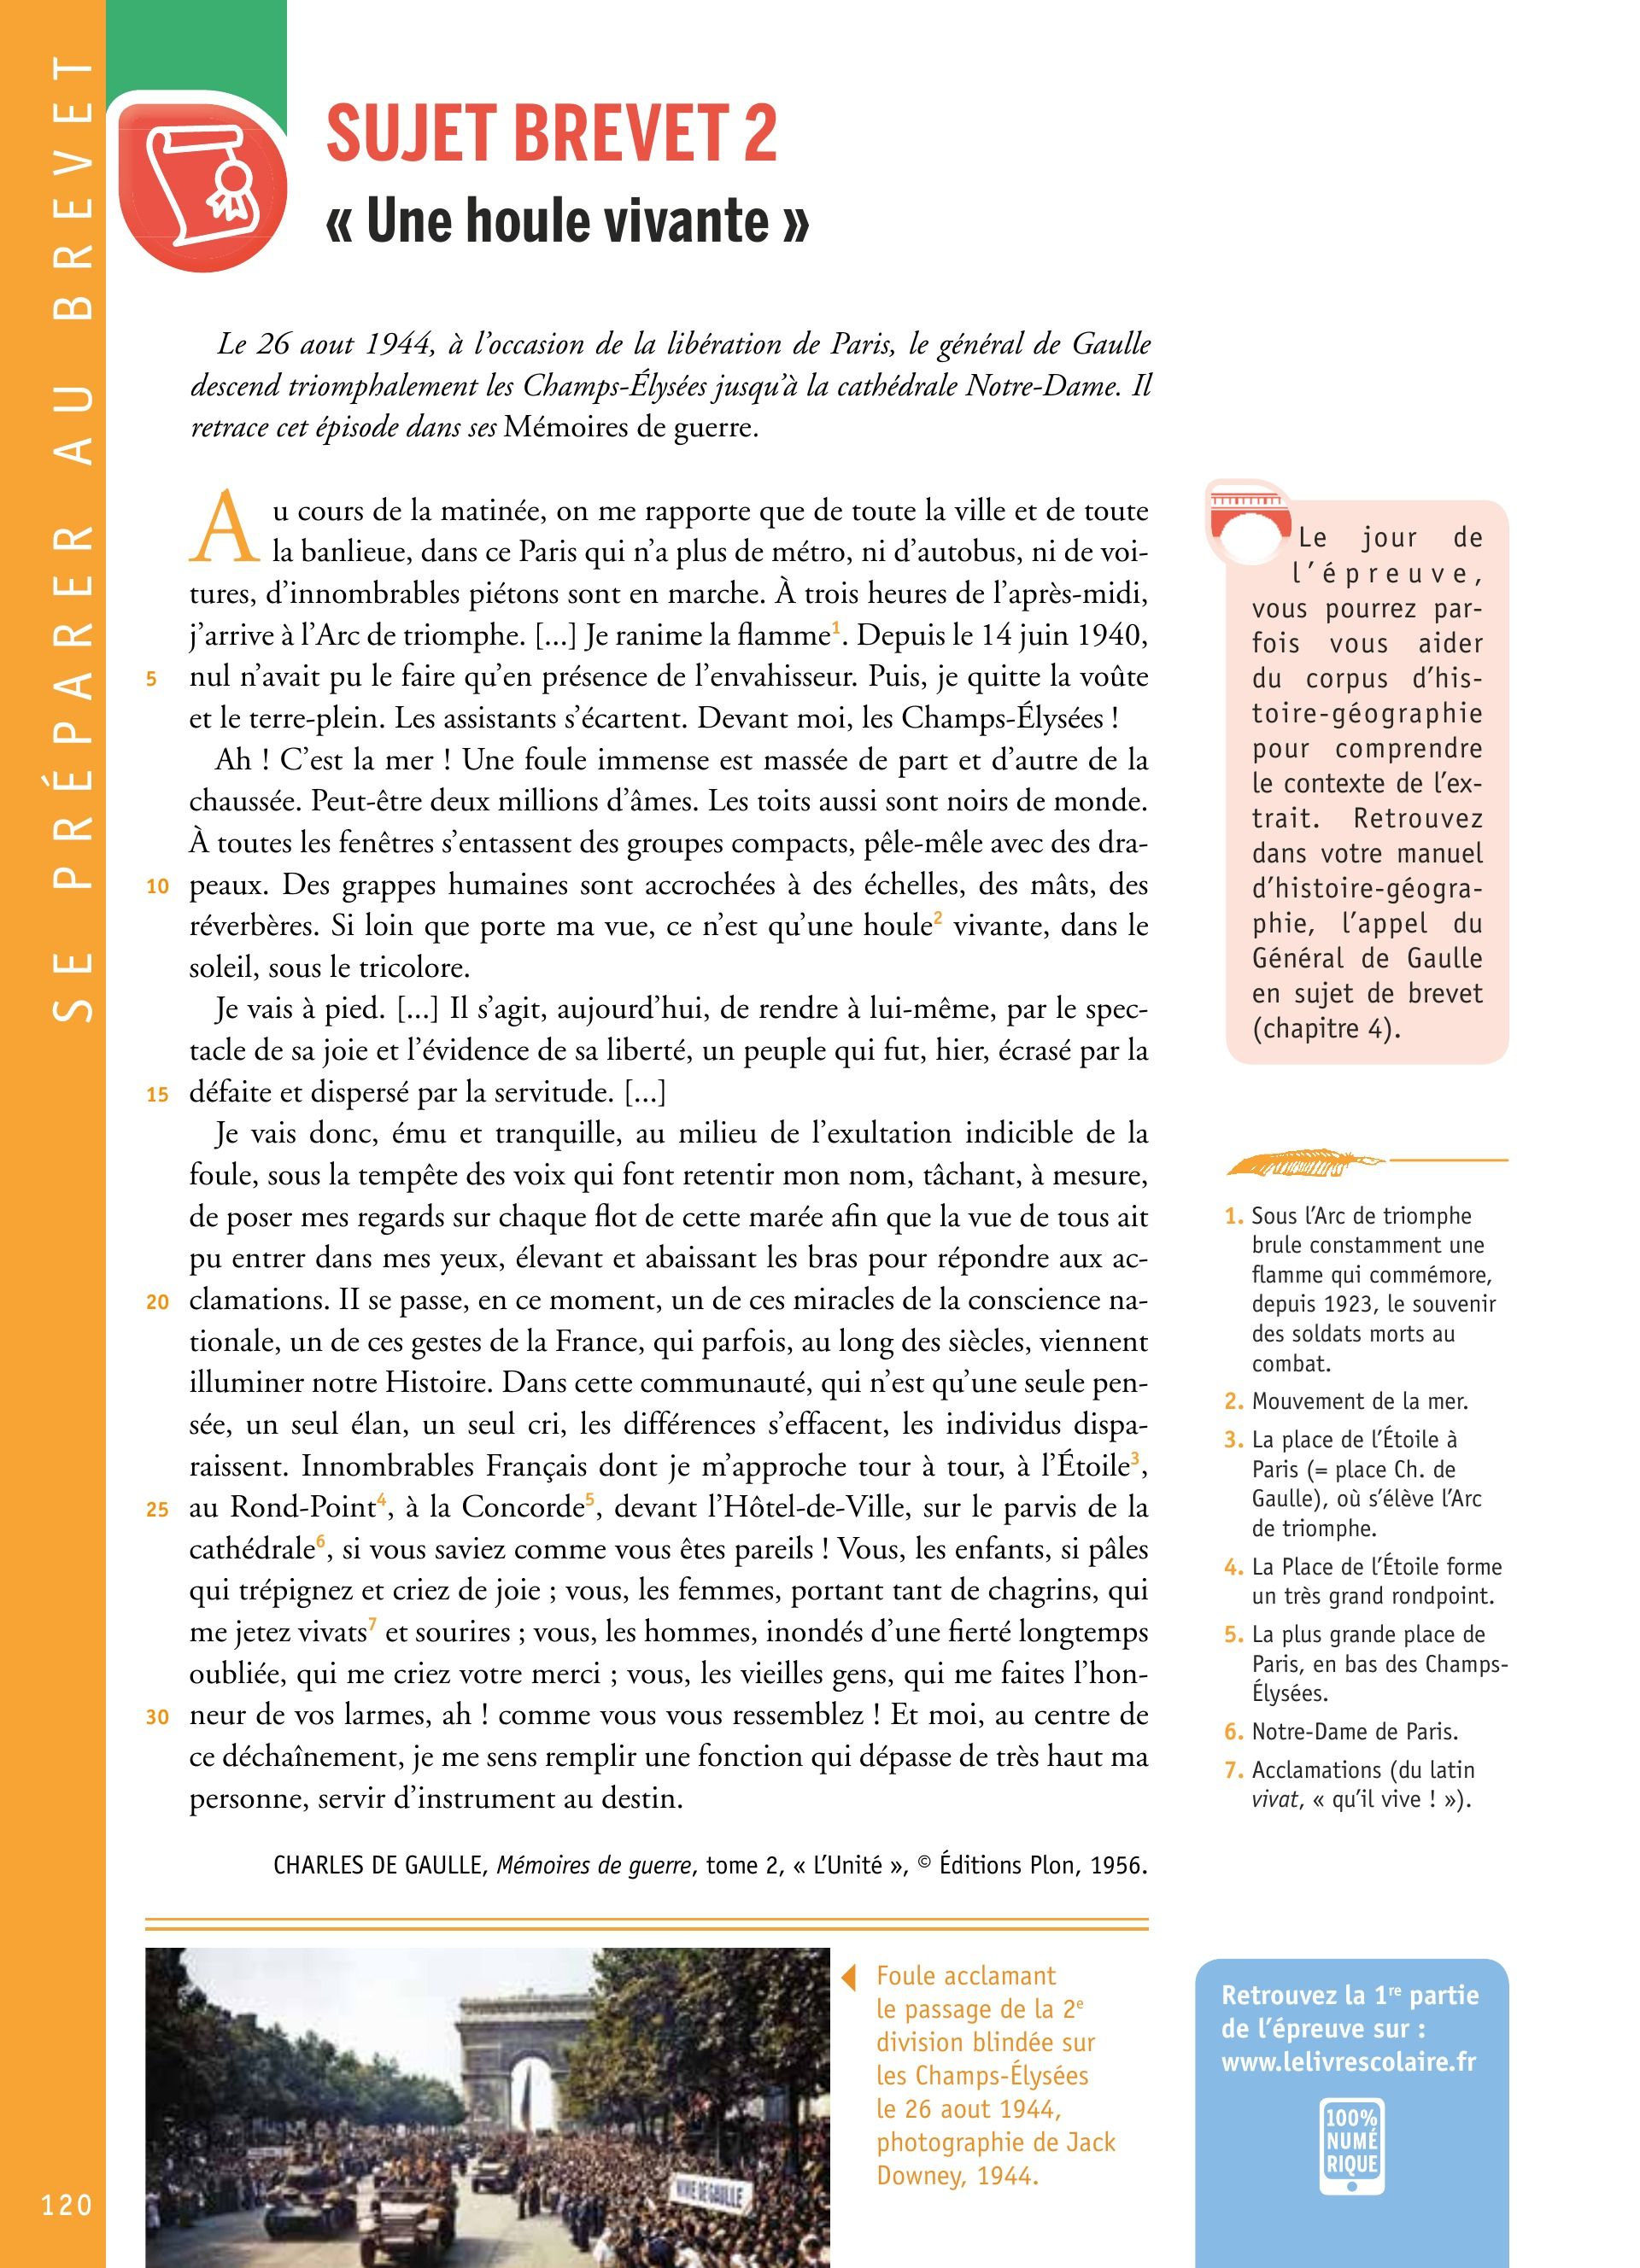 SE PRÉPARER AU BREVET
SUJET BREVET 2
« Une houle vivante »
Le 26 aout 1944, à l’occasion de la libération de Paris, le général de Gaulle
descend triomphalement les Champs-Élysées jusqu’à la cathédrale Notre-Dame. Il
retrace cet épisode dans ses Mémoires de guerre.
Au cours de la matinée, on me rapporte que de toute la ville et de toute
la banlieue, dans ce Paris qui n’a plus de métro, ni d’autobus, ni de voi-
tures, d’innombrables piétons sont en marche. À trois heures de l’après-midi,
j’arrive à l’Arc de triomphe. [...] Je ranime la flamme1. Depuis le 14 juin 1940,
5 nul n’avait pu le faire qu’en présence de l’envahisseur. Puis, je quitte la voûte
et le terre-plein. Les assistants s’écartent. Devant moi, les Champs-Élysées !
Ah ! C’est la mer ! Une foule immense est massée de part et d’autre de la
chaussée. Peut-être deux millions d’âmes. Les toits aussi sont noirs de monde.
À toutes les fenêtres s’entassent des groupes compacts, pêle-mêle avec des dra-
10 peaux. Des grappes humaines sont accrochées à des échelles, des mâts, des
réverbères. Si loin que porte ma vue, ce n’est qu’une houle2 vivante, dans le
soleil, sous le tricolore.
Je vais à pied. [...] Il s’agit, aujourd’hui, de rendre à lui-même, par le spec-
tacle de sa joie et l’évidence de sa liberté, un peuple qui fut, hier, écrasé par la
15 défaite et dispersé par la servitude. [...]
Je vais donc, ému et tranquille, au milieu de l’exultation indicible de la
foule, sous la tempête des voix qui font retentir mon nom, tâchant, à mesure,
de poser mes regards sur chaque flot de cette marée afin que la vue de tous ait
pu entrer dans mes yeux, élevant et abaissant les bras pour répondre aux ac-
20 clamations. II se passe, en ce moment, un de ces miracles de la conscience na-
tionale, un de ces gestes de la France, qui parfois, au long des siècles, viennent
illuminer notre Histoire. Dans cette communauté, qui n’est qu’une seule pen-
sée, un seul élan, un seul cri, les différences s’effacent, les individus dispa-
raissent. Innombrables Français dont je m’approche tour à tour, à l’Étoile3,
25 au Rond-Point4, à la Concorde5, devant l’Hôtel-de-Ville, sur le parvis de la
cathédrale6, si vous saviez comme vous êtes pareils ! Vous, les enfants, si pâles
qui trépignez et criez de joie ; vous, les femmes, portant tant de chagrins, qui
me jetez vivats7 et sourires ; vous, les hommes, inondés d’une fierté longtemps
oubliée, qui me criez votre merci ; vous, les vieilles gens, qui me faites l’hon-
30 neur de vos larmes, ah ! comme vous vous ressemblez ! Et moi, au centre de
ce déchaînement, je me sens remplir une fonction qui dépasse de très haut ma
personne, servir d’instrument au destin.
CHARLES DE GAULLE, Mémoires de guerre, tome 2, « L’Unité », © Éditions Plon, 1956.
Le jour de
l’épreuve,
vous pourrez par-
fois vous aider
du corpus d’his-
toire-géographie
pour comprendre
le contexte de l’ex-
trait. Retrouvez
dans votre manuel
d’histoire-géogra-
phie, l’appel du
Général de Gaulle
en sujet de brevet
(chapitre 4).
1. Sous l’Arc de triomphe
brule constamment une
flamme qui commémore,
depuis 1923, le souvenir
des soldats morts au
combat.
2. Mouvement de la mer.
3. La place de l’Étoile à
Paris (= place Ch. de
Gaulle), où s’élève l’Arc
de triomphe.
4. La Place de l’Étoile forme
un très grand rondpoint.
5. La plus grande place de
Paris, en bas des Champs-
Élysées.
6. Notre-Dame de Paris.
7. Acclamations (du latin
vivat, « qu’il vive ! »).
VIVE DE GAULLE
Foule acclamant
le passage de la 2e
division blindée sur
les Champs-Élysées
le 26 aout 1944,
photographie de Jack
Downey, 1944.
Retrouvez la 1re partie
de l’épreuve sur :
www.lelivrescolaire.fr
100%
NUMÉ
RIQUE
120